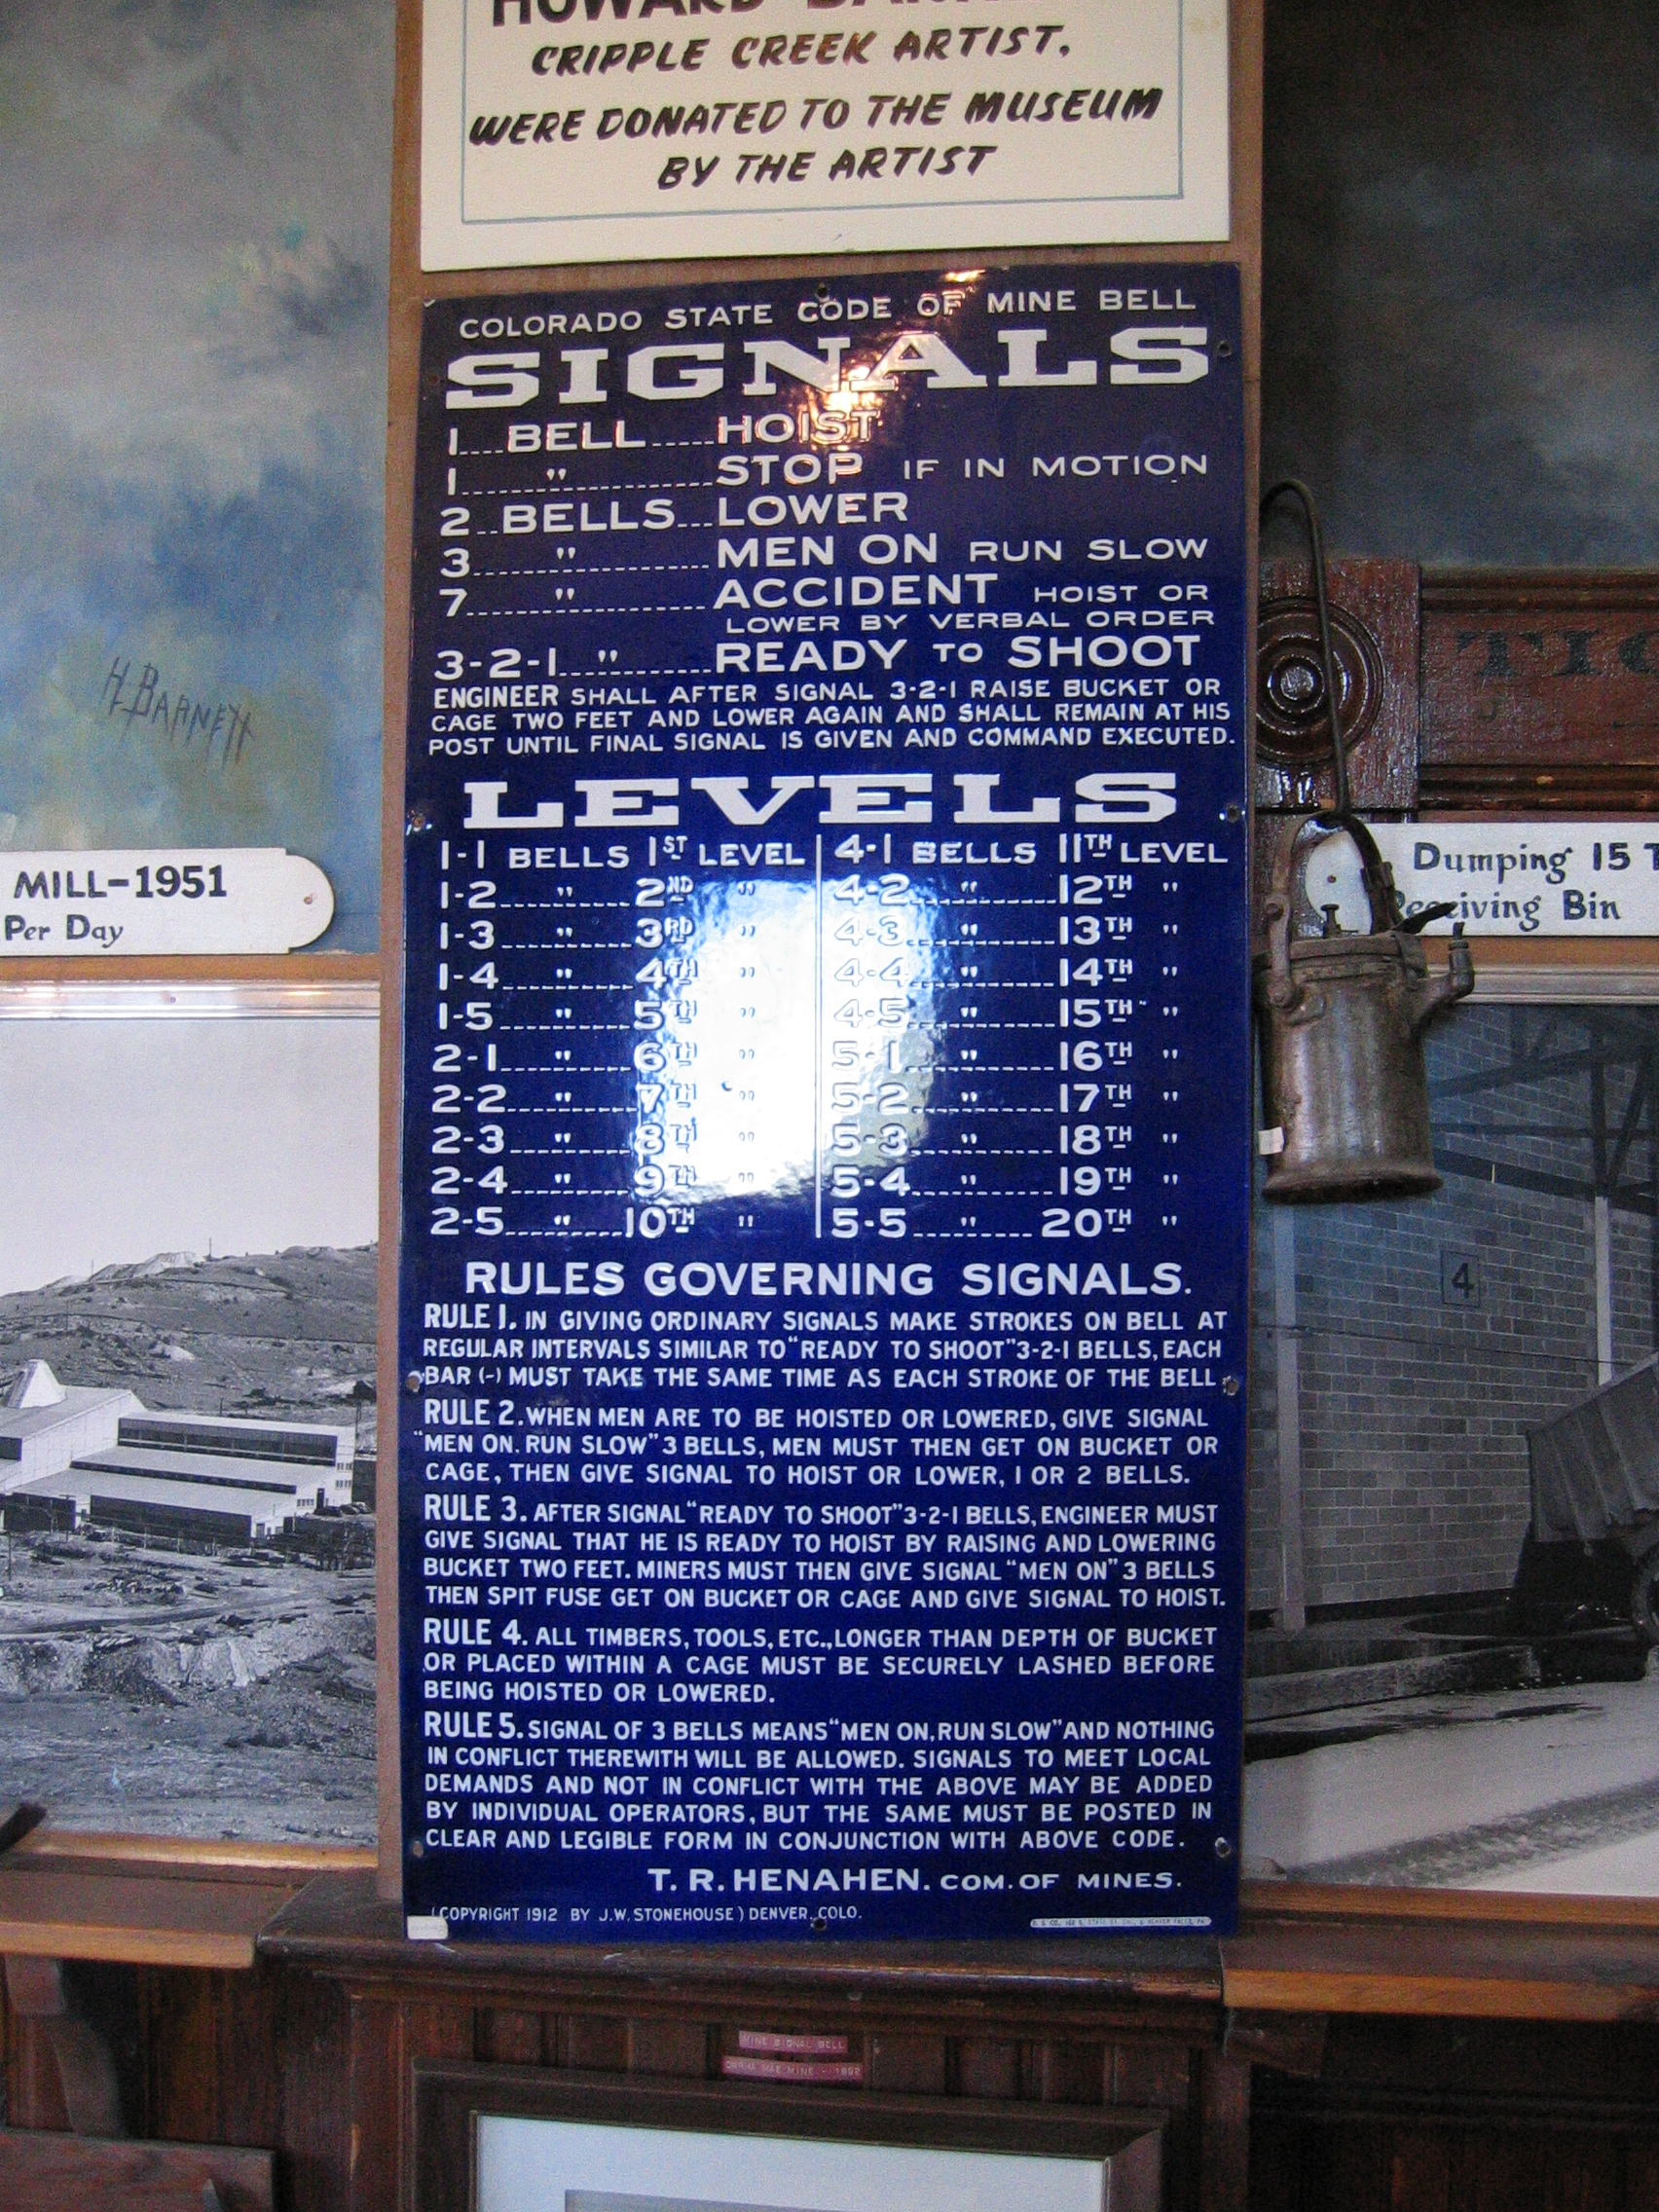 HOWARD
CRIPPLE CREEK ARTIST,
WERE DONATED TO THE MUSEUM
BY THE ARTIST
COLORADO STATE CODE OF MINE BELL
SIGNALS
1....BELL.....HOIST
1..........."............STOP IF IN MOTION
2..BELLS...LOWER
3..........."............MEN ON RUN SLOW
7..........."............ACCIDENT HOIST OR
LOWER BY VERBAL ORDER
3-2-1..."........READY TO SHOOT
ENGINEER SHALL AFTER SIGNAL 3-2-1 RAISE BUCKET OR
CAGE TWO FEET AND LOWER AGAIN AND SHALL REMAIN AT HIS
POST UNTIL FINAL SIGNAL IS GIVEN AND COMMAND EXECUTED.
LEVELS
1-1 BELLS 1ST LEVEL 4-1 BELLS 11TH LEVEL
1-2....."......2ND " 4-2....."........12TH "
1-3....."......3RD " 4-3....."........13TH "
1-4....."......4TH " 4-4....."........14TH "
1-5....."......5TH " 4-5....."........15TH "
2-1....."......6TH " 5-1....."........16TH "
2-2....."......7TH " 5-2....."........17TH "
2-3....."......8TH " 5-3....."........18TH "
2-4....."......9TH " 5-4....."........19TH "
2-5....."......10TH " 5-5....."......20TH "
RULES GOVERNING SIGNALS.
RULE 1. IN GIVING ORDINARY SIGNALS MAKE STROKES ON BELL AT
REGULAR INTERVALS SIMILAR TO "READY TO SHOOT" 3-2-1 BELLS, EACH
BAR (-) MUST TAKE THE SAME TIME AS EACH STROKE OF THE BELL.
RULE 2. WHEN MEN ARE TO BE HOISTED OR LOWERED, GIVE SIGNAL
"MEN ON. RUN SLOW" 3 BELLS, MEN MUST THEN GET ON BUCKET OR
CAGE, THEN GIVE SIGNAL TO HOIST OR LOWER, 1 OR 2 BELLS.
RULE 3. AFTER SIGNAL "READY TO SHOOT" 3-2-1 BELLS, ENGINEER MUST
GIVE SIGNAL THAT HE IS READY TO HOIST BY RAISING AND LOWERING
BUCKET TWO FEET. MINERS MUST THEN GIVE SIGNAL "MEN ON" 3 BELLS
THEN SPIT FUSE GET ON BUCKET OR CAGE AND GIVE SIGNAL TO HOIST.
RULE 4. ALL TIMBERS, TOOLS, ETC., LONGER THAN DEPTH OF BUCKET
OR PLACED WITHIN A CAGE MUST BE SECURELY LASHED BEFORE
BEING HOISTED OR LOWERED.
RULE 5. SIGNAL OF 3 BELLS MEANS "MEN ON, RUN SLOW" AND NOTHING
IN CONFLICT THEREWITH WILL BE ALLOWED. SIGNALS TO MEET LOCAL
DEMANDS AND NOT IN CONFLICT WITH THE ABOVE MAY BE ADDED
BY INDIVIDUAL OPERATORS, BUT THE SAME MUST BE POSTED IN
CLEAR AND LEGIBLE FORM IN CONJUNCTION WITH ABOVE CODE.
T. R. HENAHEN. COM. OF MINES.
(COPYRIGHT 1912 BY J. W. STONEHOUSE) DENVER, COLO.
H BARNETT
MILL-1951
Per Day
Dumping 15
Receiving Bin
4
MINE SIGNAL BELL
MAE MINE - 1892